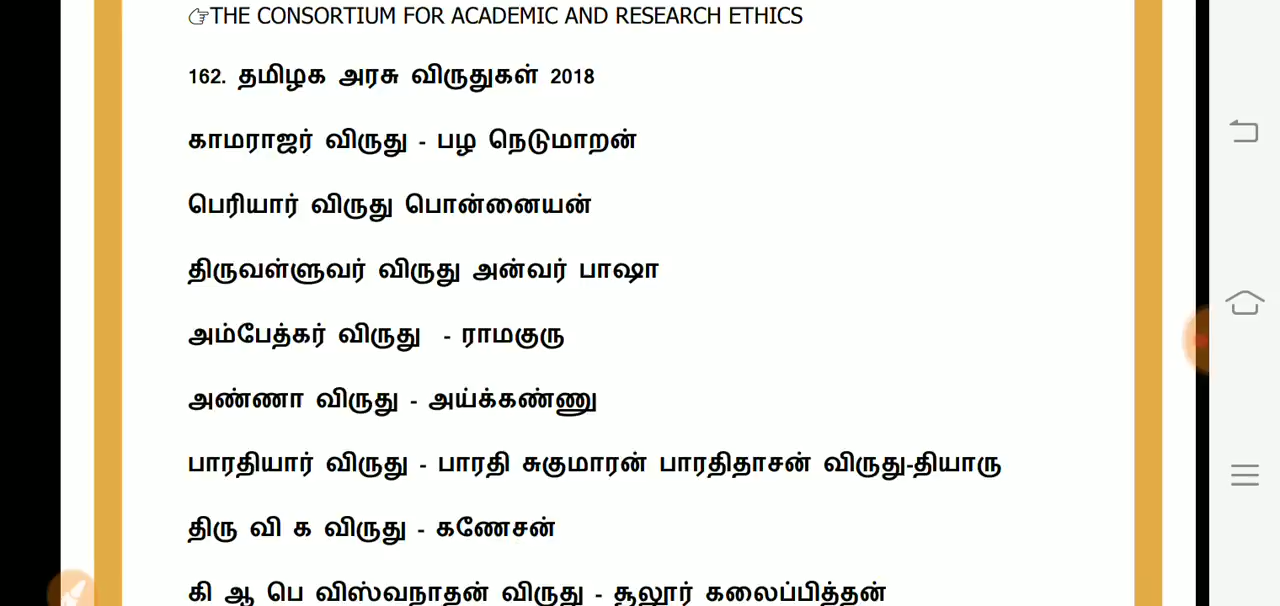 ☞THE CONSORTIUM FOR ACADEMIC AND RESEARCH ETHICS
162. தமிழக அரசு விருதுகள் 2018
காமராஜர் விருது - பழ நெடுமாறன்
பெரியார் விருது பொன்னையன்
திருவள்ளுவர் விருது அன்வர் பாஷா
அம்பேத்கர் விருது - ராமகுரு
அண்ணா விருது - அய்க்கண்ணு
பாரதியார் விருது - பாரதி சுகுமாரன் பாரதிதாசன் விருது-தியாரு
திரு வி க விருது - கணேசன்
கி ஆ பெ விஸ்வநாதன் விருது - சூலூர் கலைப்பித்தன்